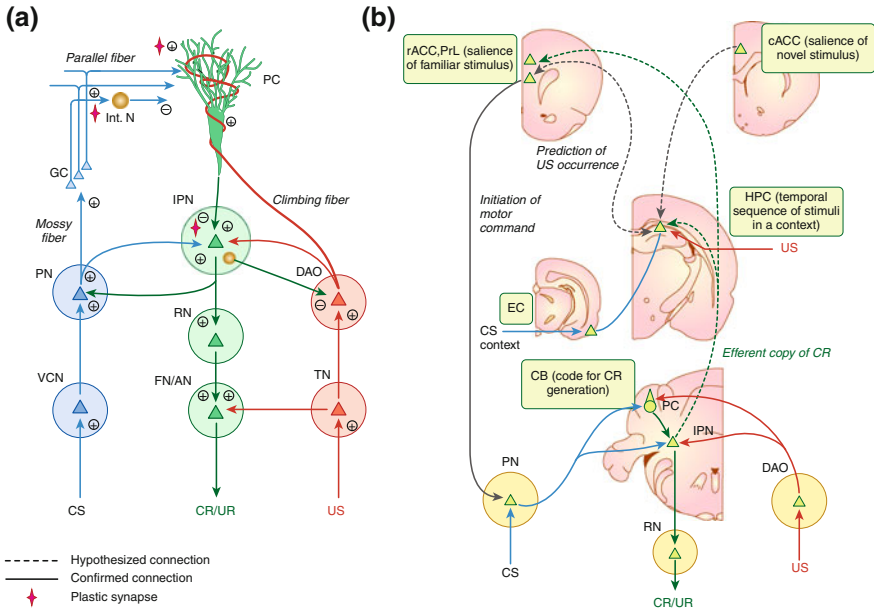 (a)
Parallel fiber
PC
Int. N
GC
Mossy
fiber
IPN
Climbing fiber
PN
DAO
RN
VCN
FN/AN
TN
CS
CR/UR
US
Hypothesized connection
Confirmed connection
Plastic synapse
(b)
rACC,PrL (salience
of familiar stimulus)
cACC (salience of
novel stimulus)
Prediction of
US occurrence
Initiation of
motor
command
HPC (temporal
sequence of stimuli
in a context)
US
EC
CS
context
Efferent copy of CR
CB (code for CR
generation)
PC
IPN
PN
DAO
RN
CS
US
CR/UR